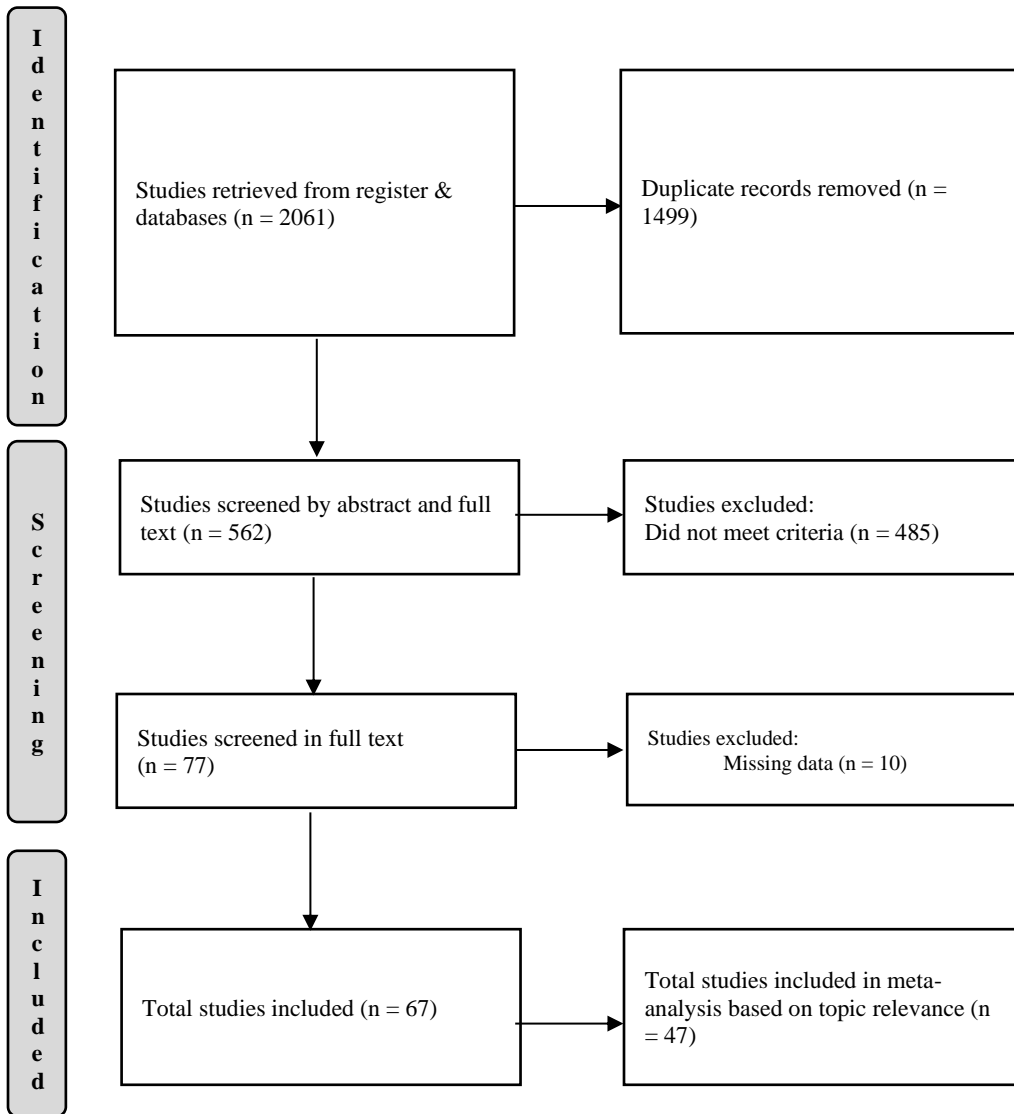 Identification
Studies retrieved from register &
databases (n = 2061)
Duplicate records removed (n =
1499)
Screening
Studies screened by abstract and full
text (n = 562)
Studies excluded:
Did not meet criteria (n = 485)
Studies screened in full text
(n = 77)
Studies excluded:
Missing data (n = 10)
Included
Total studies included (n = 67)
Total studies included in meta-
analysis based on topic relevance (n
= 47)